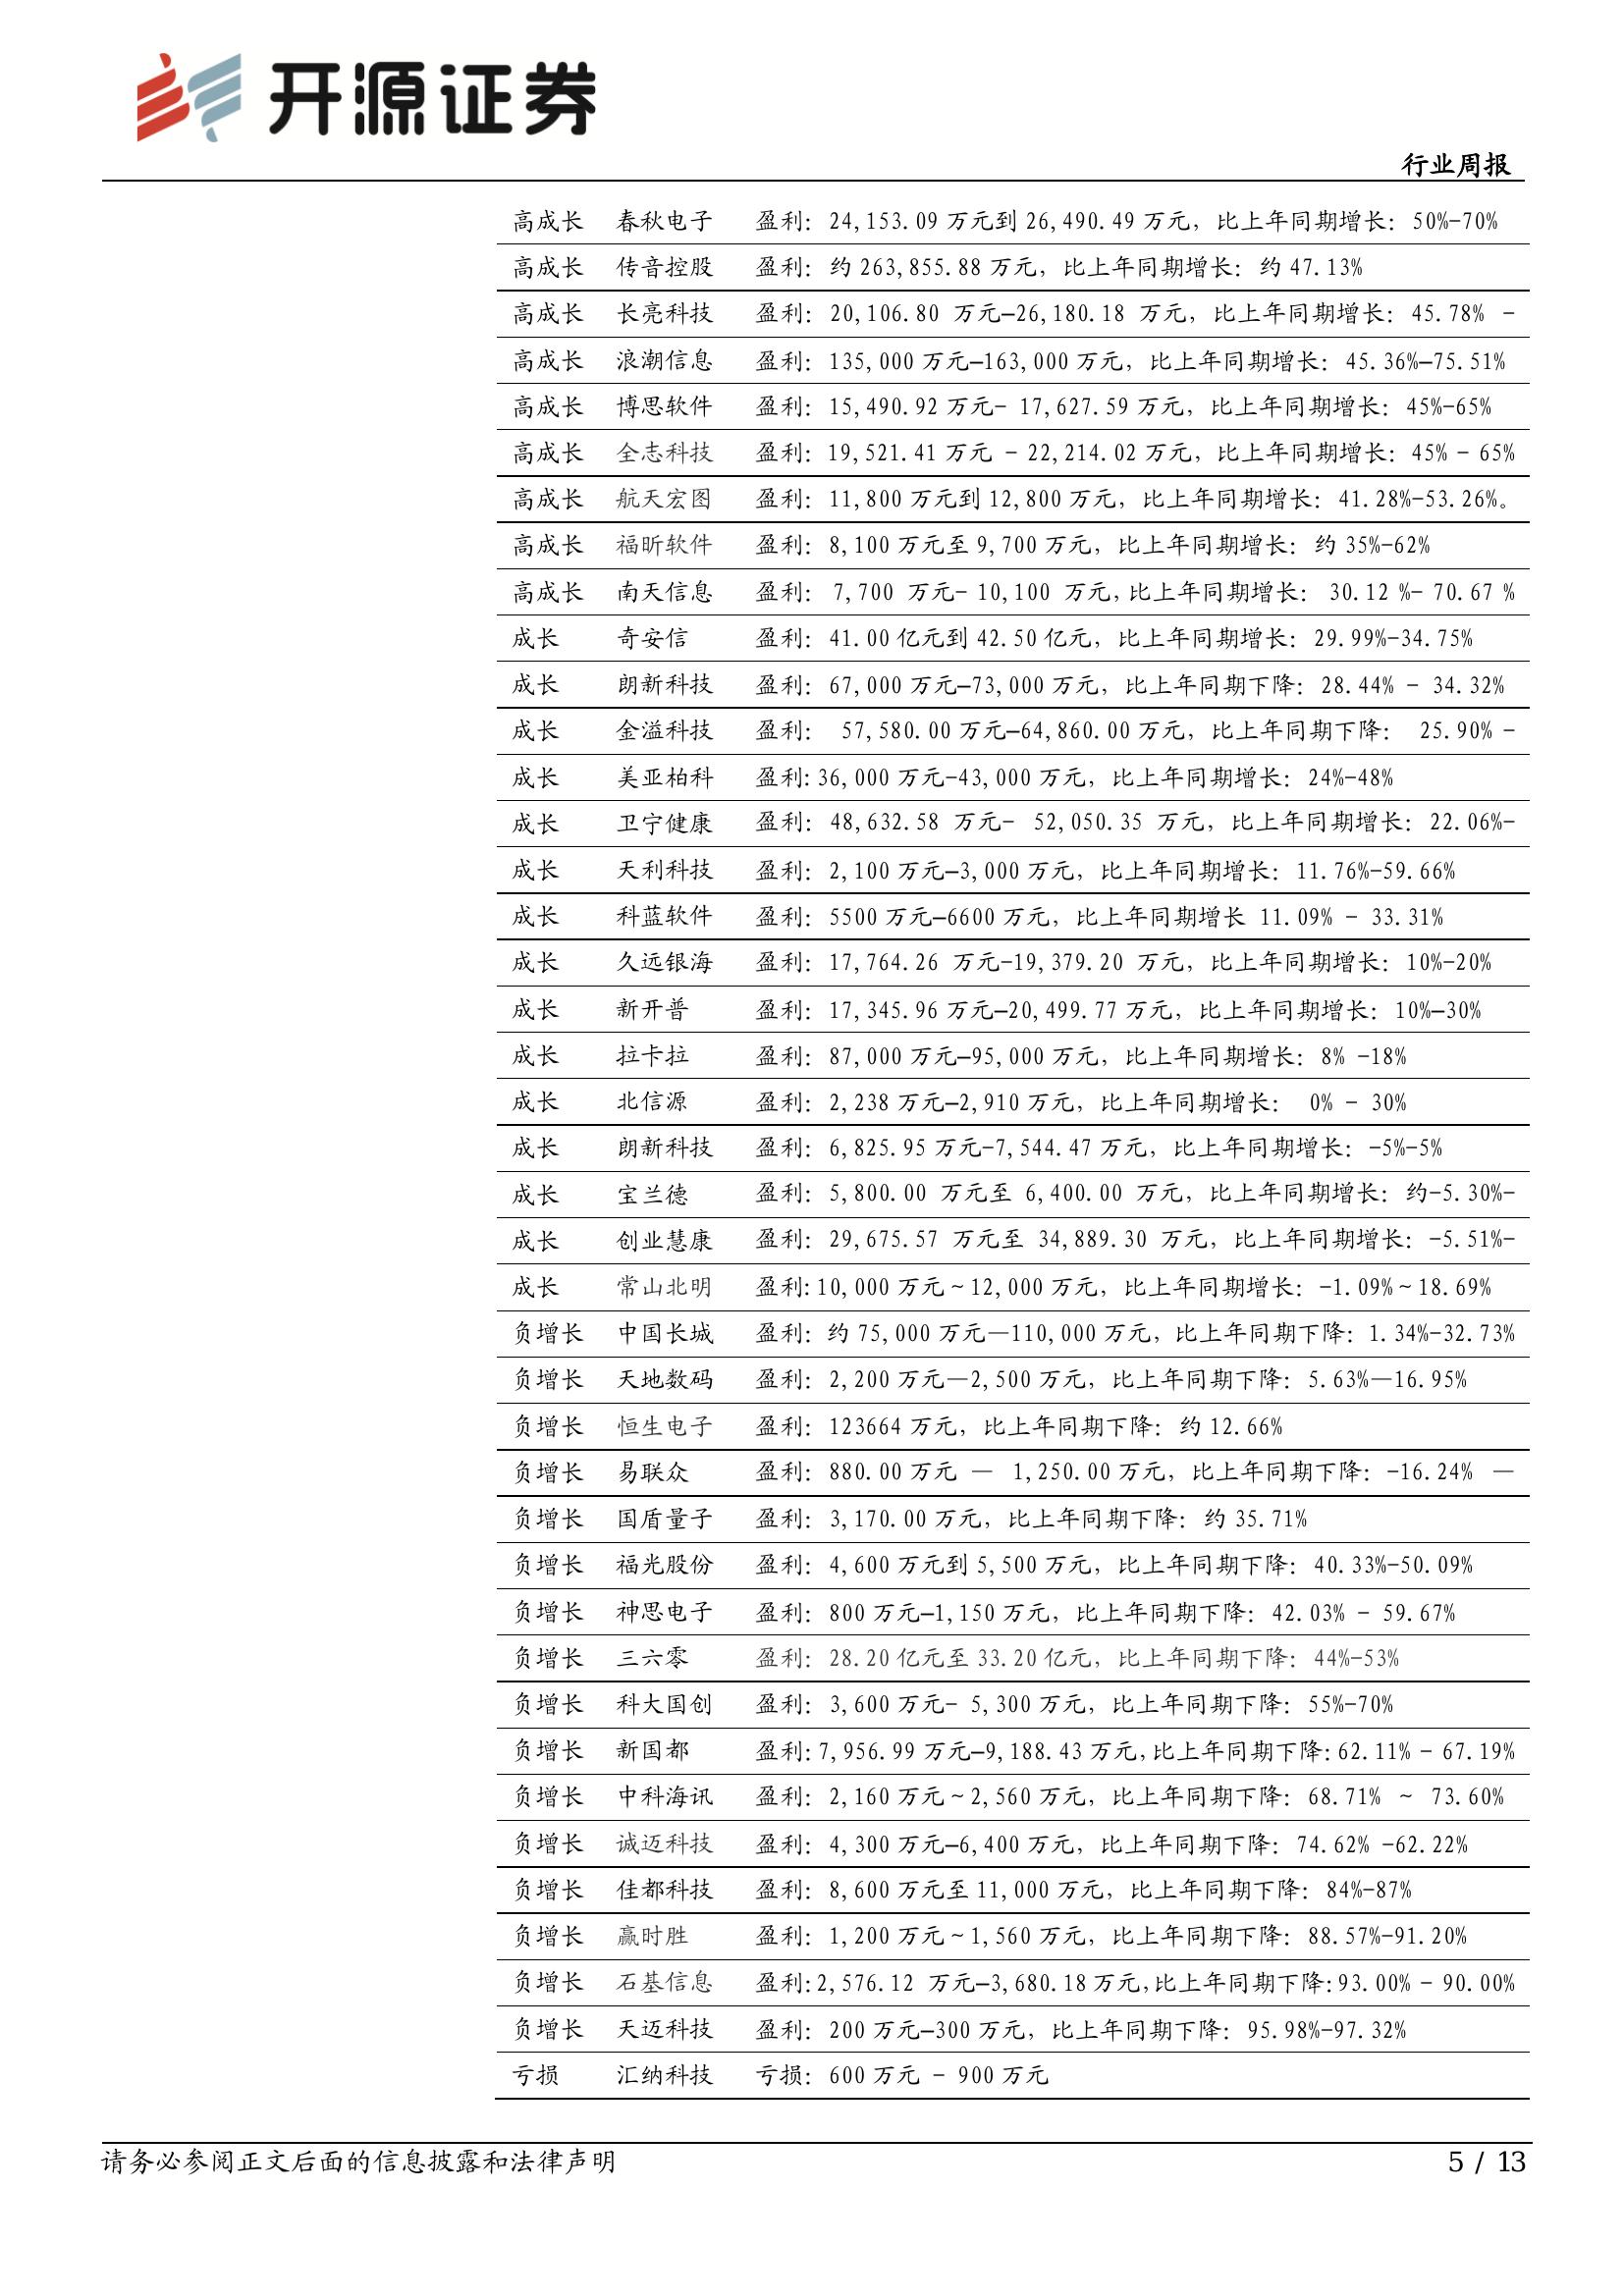 开源证券
行业周报
高成长 春秋电子 盈利：24,153.09 万元到 26,490.49 万元，比上年同期增长：50%-70%
高成长 传音控股 盈利：约 263,855.88 万元，比上年同期增长：约 47.13%
高成长 长亮科技 盈利：20,106.80 万元–26,180.18 万元，比上年同期增长：45.78% -
高成长 浪潮信息 盈利：135,000 万元–163,000 万元，比上年同期增长：45.36%–75.51%
高成长 博思软件 盈利：15,490.92 万元- 17,627.59 万元，比上年同期增长：45%-65%
高成长 全志科技 盈利：19,521.41 万元 - 22,214.02 万元，比上年同期增长：45% - 65%
高成长 航天宏图 盈利：11,800 万元到 12,800 万元，比上年同期增长：41.28%-53.26%。
高成长 福昕软件 盈利：8,100 万元至 9,700 万元，比上年同期增长：约 35%-62%
高成长 南天信息 盈利： 7,700 万元- 10,100 万元,比上年同期增长： 30.12 %- 70.67 %
成长 奇安信 盈利：41.00 亿元到 42.50 亿元，比上年同期增长：29.99%-34.75%
成长 朗新科技 盈利：67,000 万元–73,000 万元，比上年同期下降：28.44% - 34.32%
成长 金溢科技 盈利： 57,580.00 万元–64,860.00 万元，比上年同期下降： 25.90% -
成长 美亚柏科 盈利:36,000 万元-43,000 万元，比上年同期增长：24%-48%
成长 卫宁健康 盈利：48,632.58 万元- 52,050.35 万元，比上年同期增长：22.06%-
成长 天利科技 盈利：2,100 万元–3,000 万元，比上年同期增长：11.76%-59.66%
成长 科蓝软件 盈利：5500 万元–6600 万元，比上年同期增长 11.09% - 33.31%
成长 久远银海 盈利：17,764.26 万元-19,379.20 万元，比上年同期增长：10%-20%
成长 新开普 盈利：17,345.96 万元–20,499.77 万元，比上年同期增长：10%–30%
成长 拉卡拉 盈利：87,000 万元–95,000 万元，比上年同期增长：8% -18%
成长 北信源 盈利：2,238 万元–2,910 万元，比上年同期增长： 0% - 30%
成长 朗新科技 盈利：6,825.95 万元-7,544.47 万元，比上年同期增长：-5%-5%
成长 宝兰德 盈利：5,800.00 万元至 6,400.00 万元，比上年同期增长：约-5.30%-
成长 创业慧康 盈利：29,675.57 万元至 34,889.30 万元，比上年同期增长：-5.51%-
成长 常山北明 盈利:10,000 万元～12,000 万元，比上年同期增长：-1.09%～18.69%
负增长 中国长城 盈利：约 75,000 万元—110,000 万元，比上年同期下降：1.34%-32.73%
负增长 天地数码 盈利：2,200 万元—2,500 万元，比上年同期下降：5.63%—16.95%
负增长 恒生电子 盈利：123664 万元，比上年同期下降：约 12.66%
负增长 易联众 盈利：880.00 万元 — 1,250.00 万元，比上年同期下降：-16.24% —
负增长 国盾量子 盈利：3,170.00 万元，比上年同期下降：约 35.71%
负增长 福光股份 盈利：4,600 万元到 5,500 万元，比上年同期下降：40.33%-50.09%
负增长 神思电子 盈利：800 万元–1,150 万元，比上年同期下降：42.03% - 59.67%
负增长 三六零 盈利：28.20 亿元至 33.20 亿元，比上年同期下降：44%-53%
负增长 科大国创 盈利：3,600 万元- 5,300 万元，比上年同期下降：55%-70%
负增长 新国都 盈利:7,956.99 万元–9,188.43 万元,比上年同期下降:62.11% - 67.19%
负增长 中科海讯 盈利：2,160 万元～2,560 万元，比上年同期下降：68.71% ～ 73.60%
负增长 诚迈科技 盈利：4,300 万元–6,400 万元，比上年同期下降：74.62% -62.22%
负增长 佳都科技 盈利：8,600 万元至 11,000 万元，比上年同期下降：84%-87%
负增长 赢时胜 盈利：1,200 万元～1,560 万元，比上年同期下降：88.57%-91.20%
负增长 石基信息 盈利:2,576.12 万元–3,680.18 万元,比上年同期下降:93.00% - 90.00%
负增长 天迈科技 盈利：200 万元–300 万元，比上年同期下降：95.98%-97.32%
亏损 汇纳科技 亏损：600 万元 - 900 万元
请务必参阅正文后面的信息披露和法律声明
5 / 13